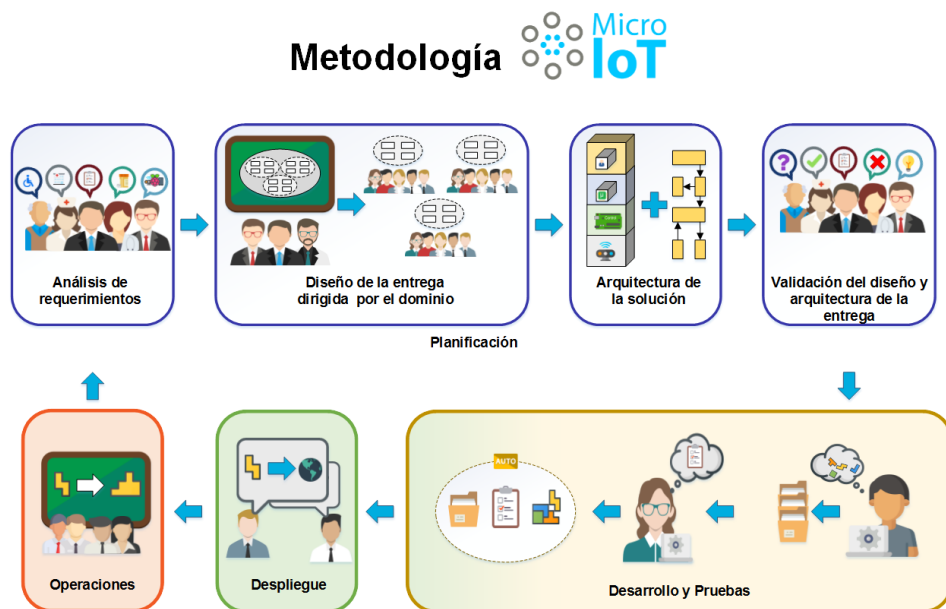 Metodología
Micro
IoT
Análisis de
requerimientos
Diseño de la entrega
dirigida por el dominio
Arquitectura de
la solución
Validación del diseño y
arquitectura de la
entrega
Planificación
Operaciones
Despliegue
AUTO
Desarrollo y Pruebas